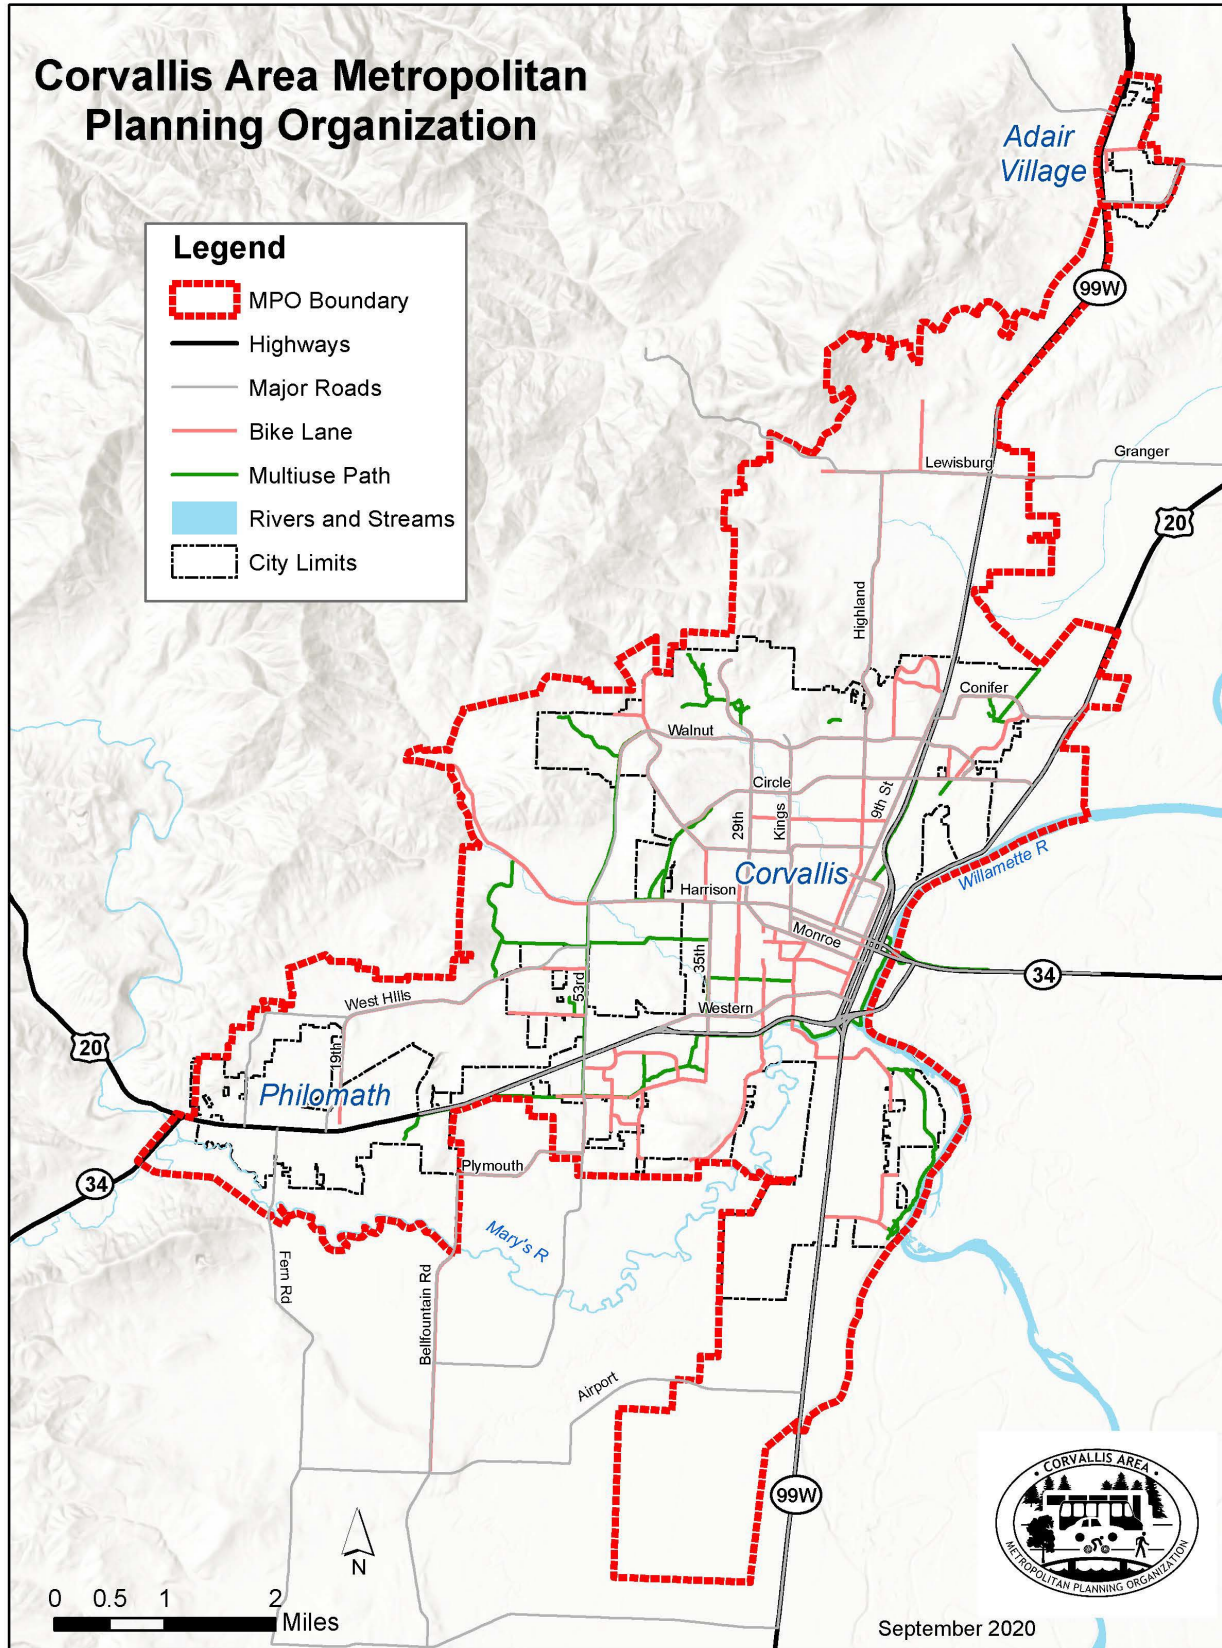 Corvallis Area Metropolitan
Planning Organization
Adair
Village
Legend
MPO Boundary
Highways
Major Roads
Bike Lane
Multiuse Path
Rivers and Streams
City Limits
99W
Lewisburg
Granger
20
Highland
Conifer
Walnut
Circle
9th St
29th
Kings
Corvallis
Willamette R
Harrison
Monroe
35th
53rd
34
West HIlls
Western
20
19th
Philomath
Plymouth
34
Mary's R
Fern Rd
Bellfountain Rd
Airport
99W
CORVALLIS AREA
METROPOLITAN PLANNING ORGANIZATION
N
0 0.5 1 2
Miles
September 2020